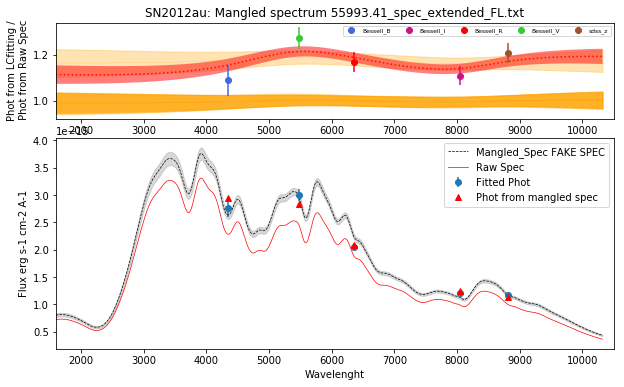 SN2012au: Mangled spectrum 55993.41_spec_extended_FL.txt
Phot from LCfitting /
Phot from Raw Spec
Bessell_B Bessell_I Bessell_R Bessell_V sdss_z
1.2
1.0
2000 3000 4000 5000 6000 7000 8000 9000 10000
Flux erg s-1 cm-2 A-1
4.0
3.5
3.0
2.5
2.0
1.5
1.0
0.5
Mangled_Spec FAKE SPEC
Raw Spec
Fitted Phot
Phot from mangled spec
2000 3000 4000 5000 6000 7000 8000 9000 10000
Wavelenght